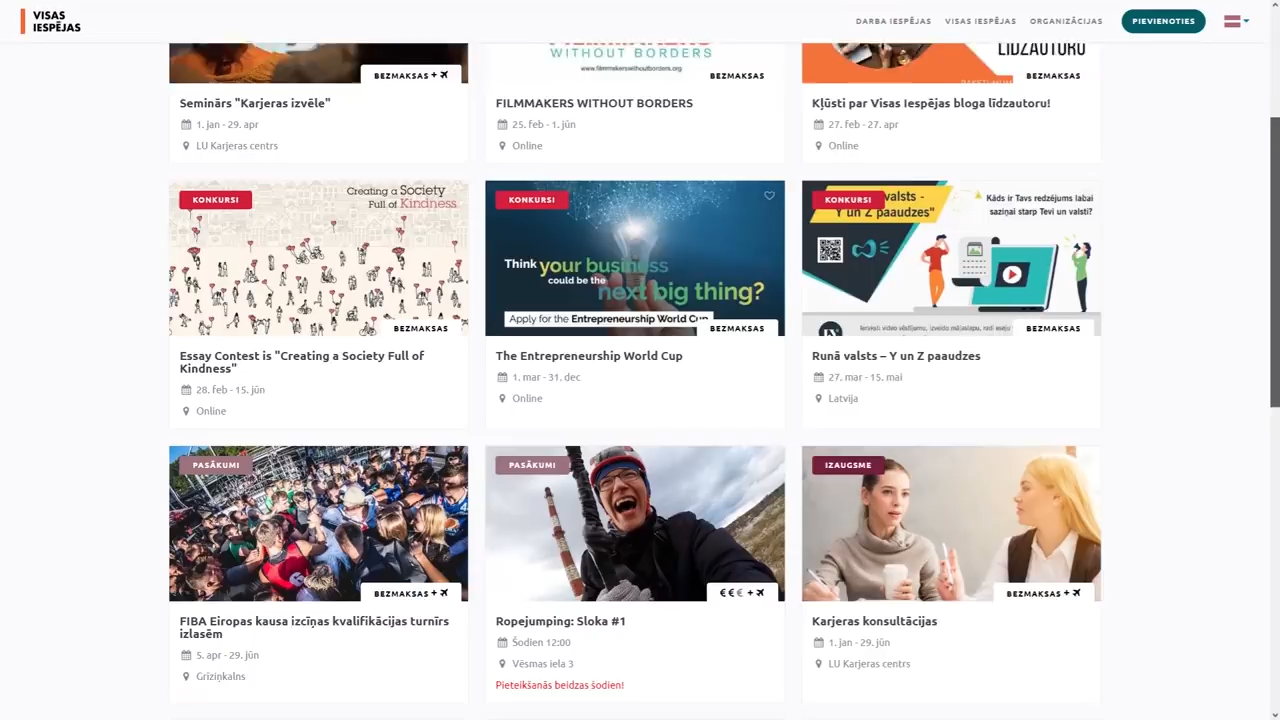 VISAS
IESPĒJAS
DARBA IESPĒJAS
VISAS IESPĒJAS
ORGANIZĀCIJAS
PIEVIENOTIES
WITHOUT BORDERS
www.filmmakerswithoutborders.org
LĪDZAUTORU
BEZMAKSAS +
BEZMAKSAS
BEZMAKSAS
Seminārs "Karjeras izvēle"
1. jan - 29. apr
LU Karjeras centrs
FILMMAKERS WITHOUT BORDERS
25. feb - 1. jūn
Online
Kļūsti par Visas Iespējas bloga līdzautoru!
27. feb - 27. apr
Online
KONKURSI
Creating a Society
Full of Kindness
BEZMAKSAS
Essay Contest is "Creating a Society Full of
Kindness"
28. feb - 15. jūn
Online
KONKURSI
Think your business
could be the
next big thing?
Apply for the Entrepreneurship World Cup
BEZMAKSAS
The Entrepreneurship World Cup
1. mar - 31. dec
Online
KONKURSI
valsts -
Y un Z paaudzes"
Kāds ir Tavs redzējums labai
saziņai starp Tevi un valsti?
BEZMAKSAS
Runā valsts – Y un Z paaudzes
27. mar - 15. mai
Latvija
PASĀKUMI
BEZMAKSAS +
FIBA Eiropas kausa izcīņas kvalifikācijas turnīrs
izlasēm
5. apr - 29. jūn
Grīziņkalns
PASĀKUMI
€€€ +
Ropejumping: Sloka #1
Šodien 12:00
Vēsmas iela 3
Pieteikšanās beidzas šodien!
IZAUGSME
BEZMAKSAS +
Karjeras konsultācijas
1. jan - 29. jūn
LU Karjeras centrs